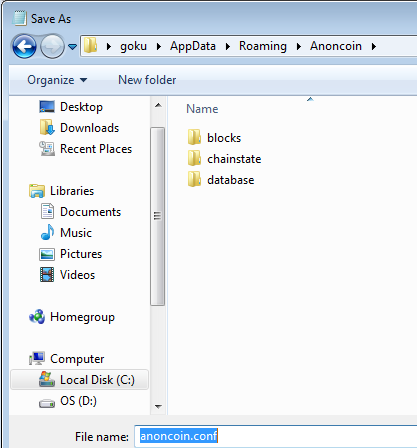 Save As
goku AppData Roaming Anoncoin
Organize New folder
Desktop
Downloads
Recent Places
Libraries
Documents
Music
Pictures
Videos
Homegroup
Computer
Local Disk (C:)
OS (D:)
Name
blocks
chainstate
database
File name: anoncoin.conf